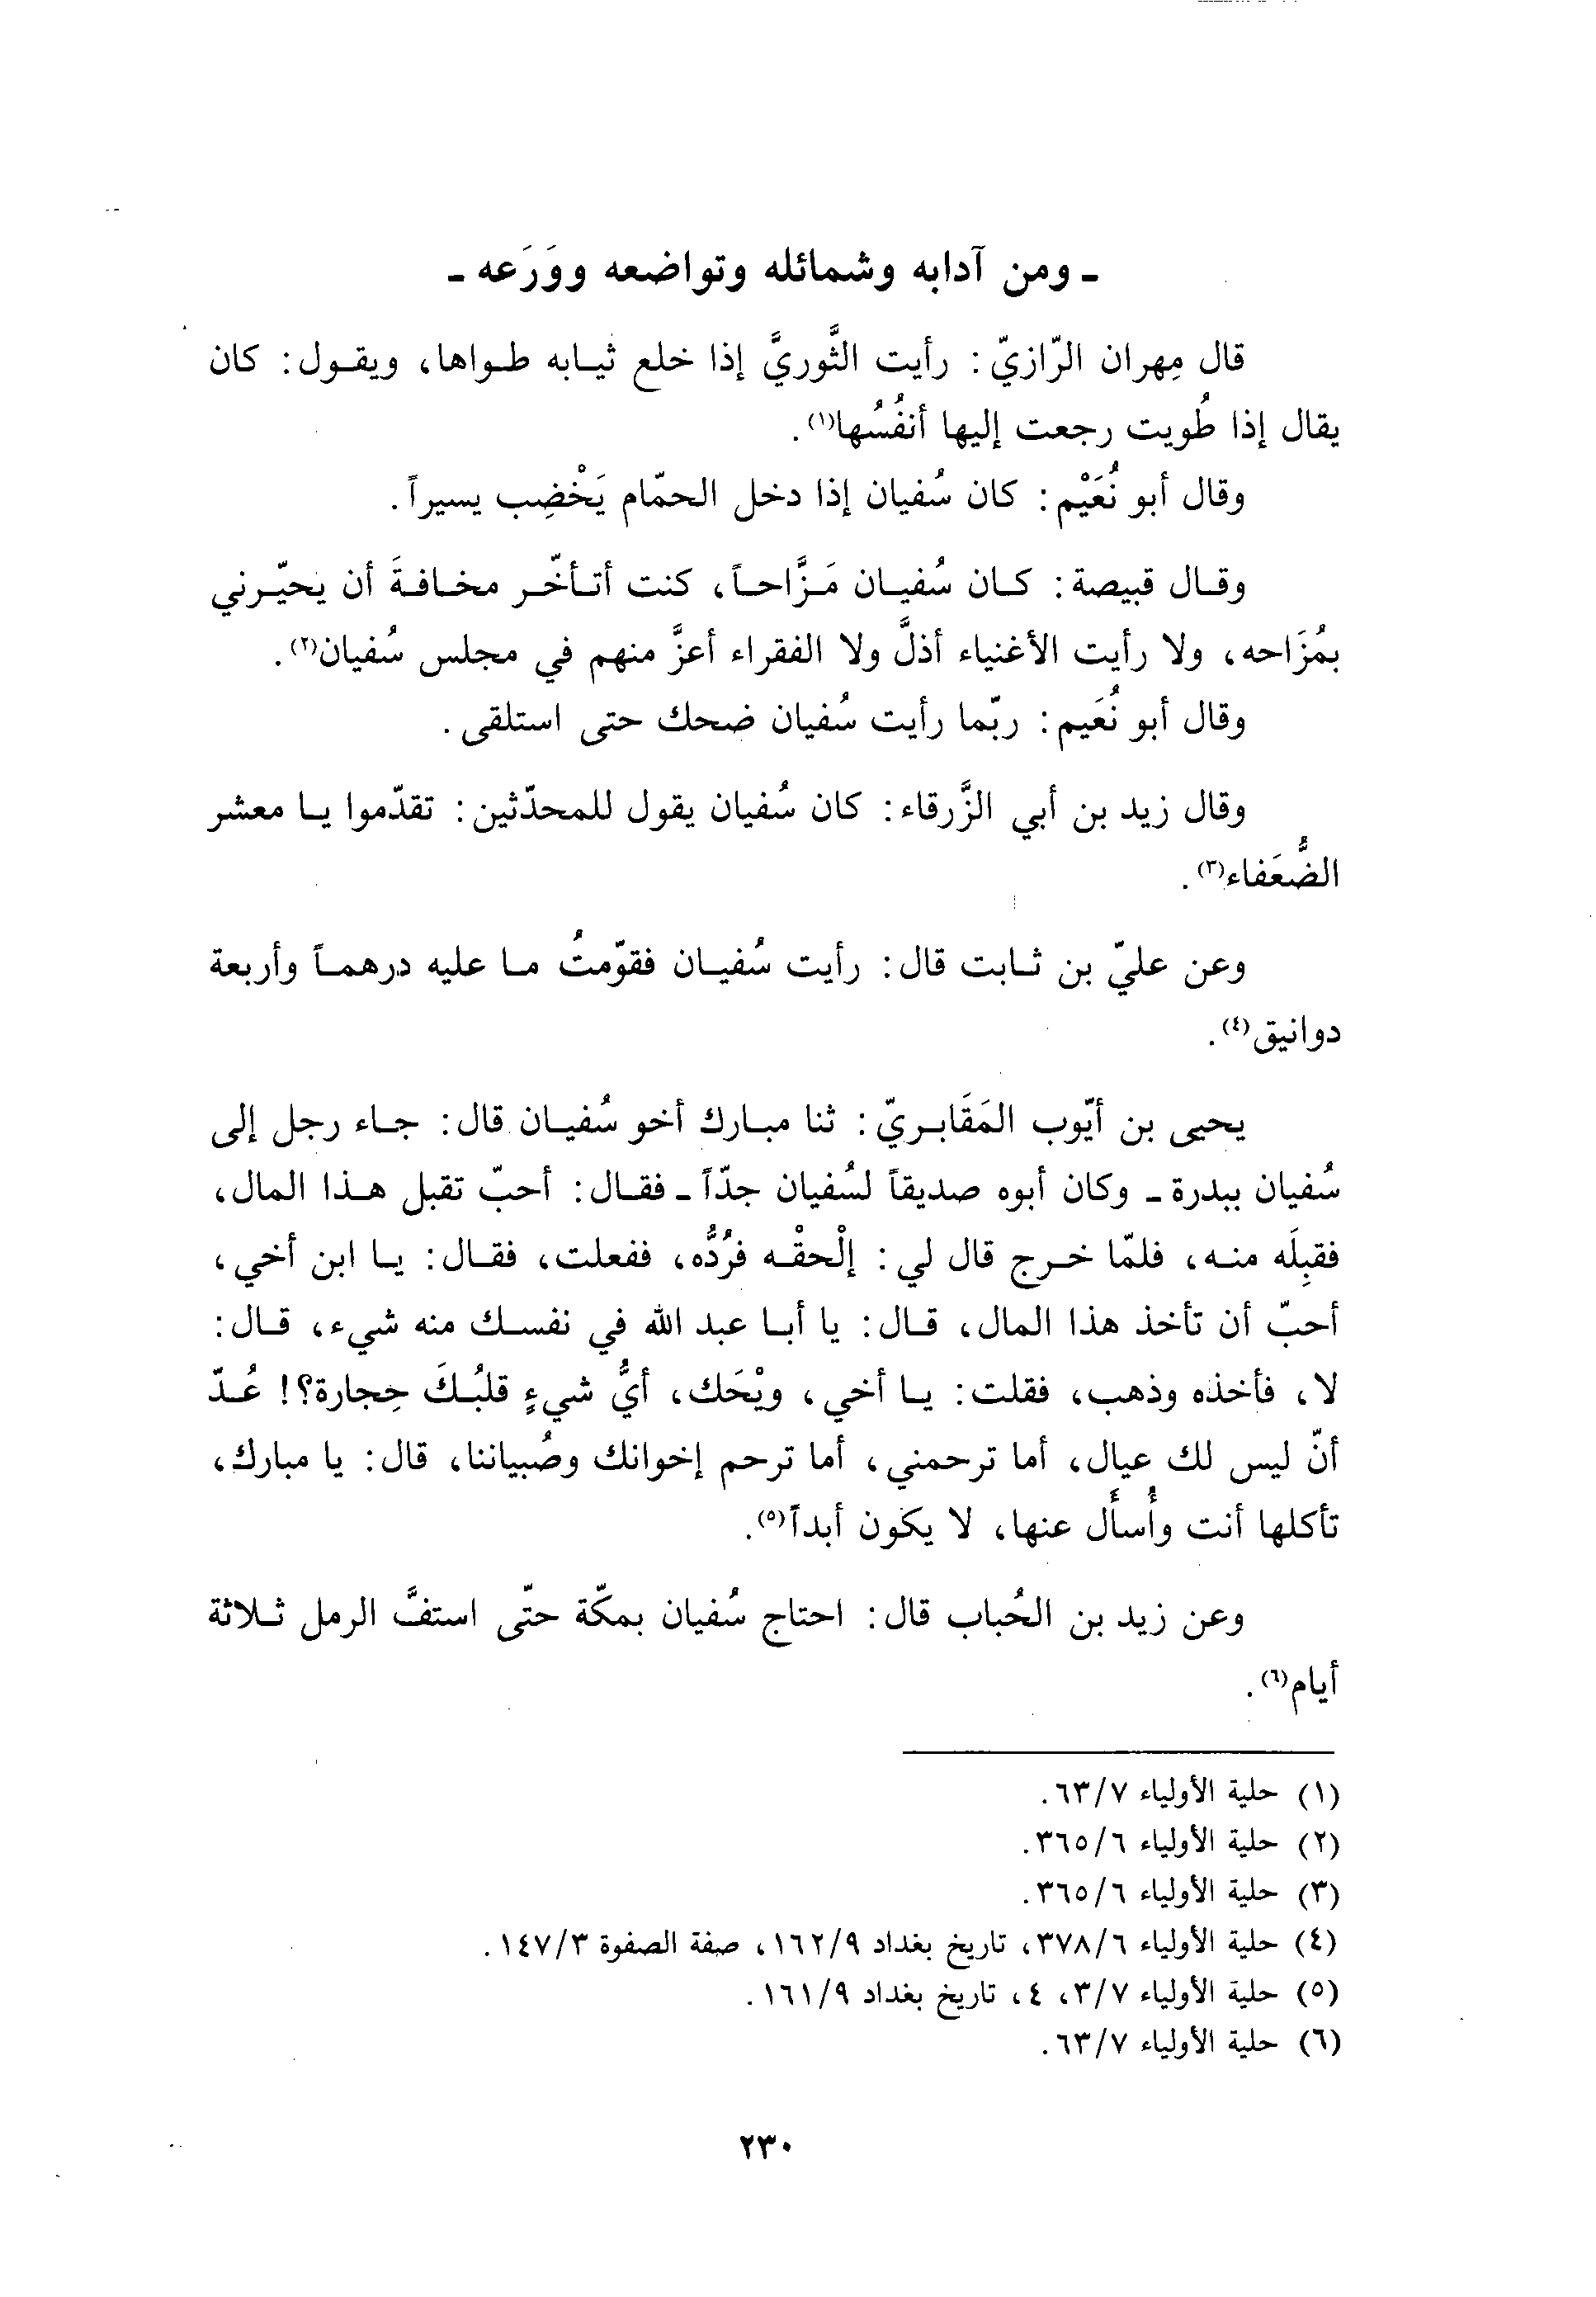 ـ ومن آدابه وشمائله وتواضعه ووَرَعه ـ
قال مِهران الرّازيّ: رأيت الثَّوريَّ إذا خلع ثيابه طواها، ويقول: كان
يقال إذا طُويت رجعت إليها أنفُسُها(١).
وقال أبو نُعَيْم: كان سُفيان إذا دخل الحمّام يَخْضِب يسيراً.
وقال قبيصة: كان سُفيان مَزَّاحاً، كنت أتأخّر مخافةَ أن يحيّرني
بمُزَاحه، ولا رأيت الأغنياء أذلَّ ولا الفقراء أعزَّ منهم في مجلس سُفيان(٢).
وقال أبو نُعَيم: ربّما رأيت سُفيان ضحك حتى استلقى.
وقال زيد بن أبي الزَّرقاء: كان سُفيان يقول للمحدّثين: تقدّموا يا معشر
الضُّعَفاء(٣).
وعن عليّ بن ثابت قال: رأيت سُفيان فقوّمتُ ما عليه درهماً وأربعة
دوانيق(٤).
يحيى بن أيّوب المَقَابريّ: ثنا مبارك أخو سُفيان قال: جاء رجل إلى
سُفيان ببدرة ـ وكان أبوه صديقاً لسُفيان جدّاً ـ فقال: أحبّ تقبل هذا المال،
فقبِلَه منه، فلمّا خرج قال لي: إلْحقْه فرُدُّه، ففعلت، فقال: يا ابن أخي،
أحبّ أن تأخذ هذا المال، قال: يا أبا عبد الله في نفسك منه شيء، قال:
لا، فأخذه وذهب، فقلت: يا أخي، ويْحَك، أيُّ شيءٍ قلبُكَ حِجارة؟! عُدّ
أنّ ليس لك عيال، أما ترحمني، أما ترحم إخوانك وصُبياننا، قال: يا مبارك،
تأكلها أنت وأُسأَل عنها، لا يكون أبداً(٥).
وعن زيد بن الحُباب قال: احتاج سُفيان بمكّة حتّى استفَّ الرمل ثلاثة
أيام(٦).
(١) حلية الأولياء ٦٣/٧.
(٢) حلية الأولياء ٣٦٥/٦.
(٣) حلية الأولياء ٣٦٥/٦.
(٤) حلية الأولياء ٣٧٨/٦، تاريخ بغداد ١٦٢/٩، صفة الصفوة ١٤٧/٣.
(٥) حلية الأولياء ٣/٧، ٤، تاريخ بغداد ١٦١/٩.
(٦) حلية الأولياء ٦٣/٧.
٢٣٠